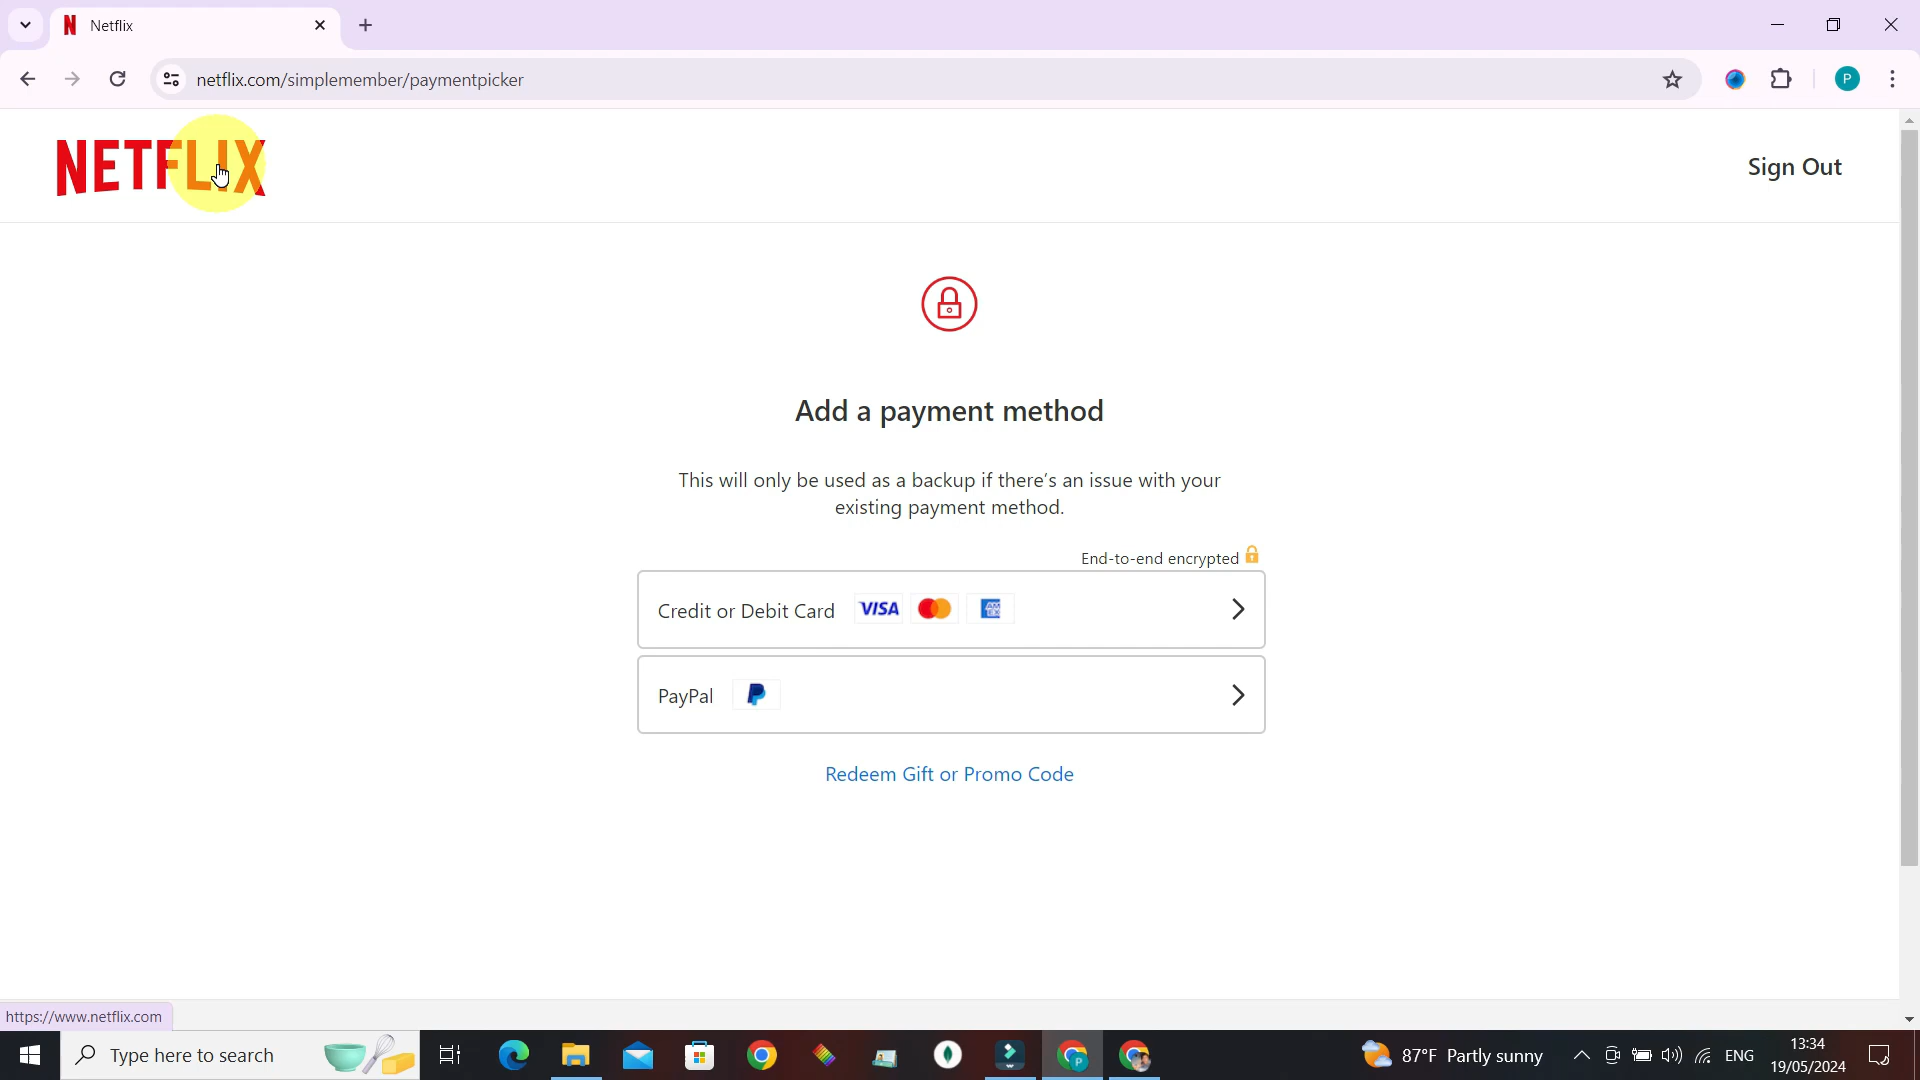 Netflix
netflix.com/simplemember/paymentpicker
P
NETFLIX
Sign Out
Add a payment method
This will only be used as a backup if there's an issue with your
existing payment method.
End-to-end encrypted
Credit or Debit Card VISA AM EX
PayPal
Redeem Gift or Promo Code
https://www.netflix.com
Type here to search
87°F Partly sunny
ENG
13:34
19/05/2024